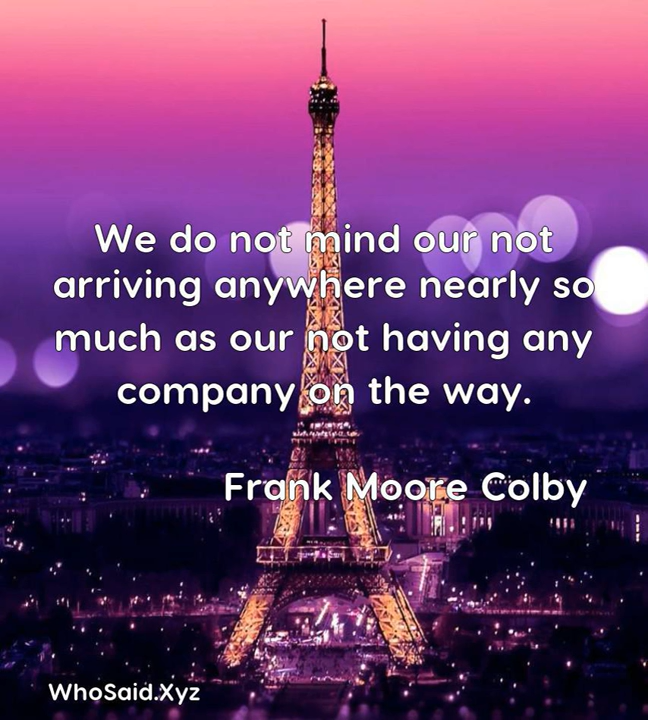 We do not mind our not
arriving anywhere nearly so
much as our not having any
company on the way.
Frank Moore Colby
WhoSaid.Xyz